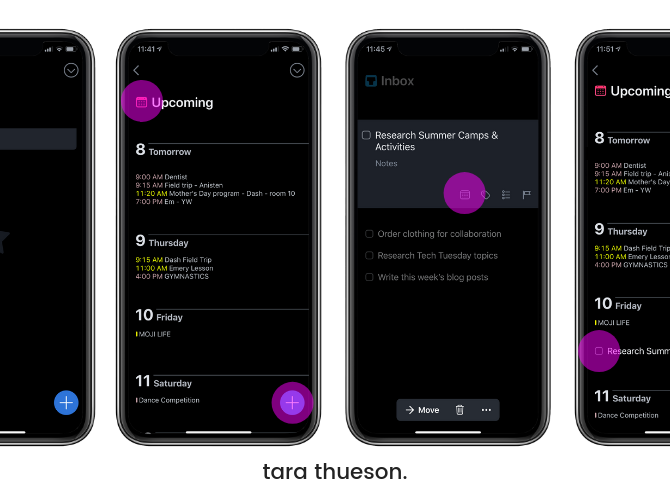 11:41
Upcoming
8 Tomorrow
9:00 AM Dentist
9:15 AM Field trip - Anisten
11:20 AM Mother's Day program - Dash - room 10
7:00 PM Em - YW
9 Thursday
9:15 AM Dash Field Trip
11:00 AM Emery Lesson
4:00 PM GYMNASTICS
10 Friday
MOJI LIFE
11 Saturday
Dance Competition
11:45
Inbox
Research Summer Camps &
Activities
Notes
Order clothing for collaboration
Research Tech Tuesday topics
Write this week's blog posts
Move
11:51
Upcoming
8 Tomorrow
9:00 AM Dentist
9:15 AM Field trip - Anis
11:20 AM Mother's Day
7:00 PM Em - YW
9 Thursday
9:15 AM Dash Field Trip
11:00 AM Emery Lesson
4:00 PM GYMNASTICS
10 Friday
MOJI LIFE
Research Summ
11 Saturday
Dance Competition
tara thueson.